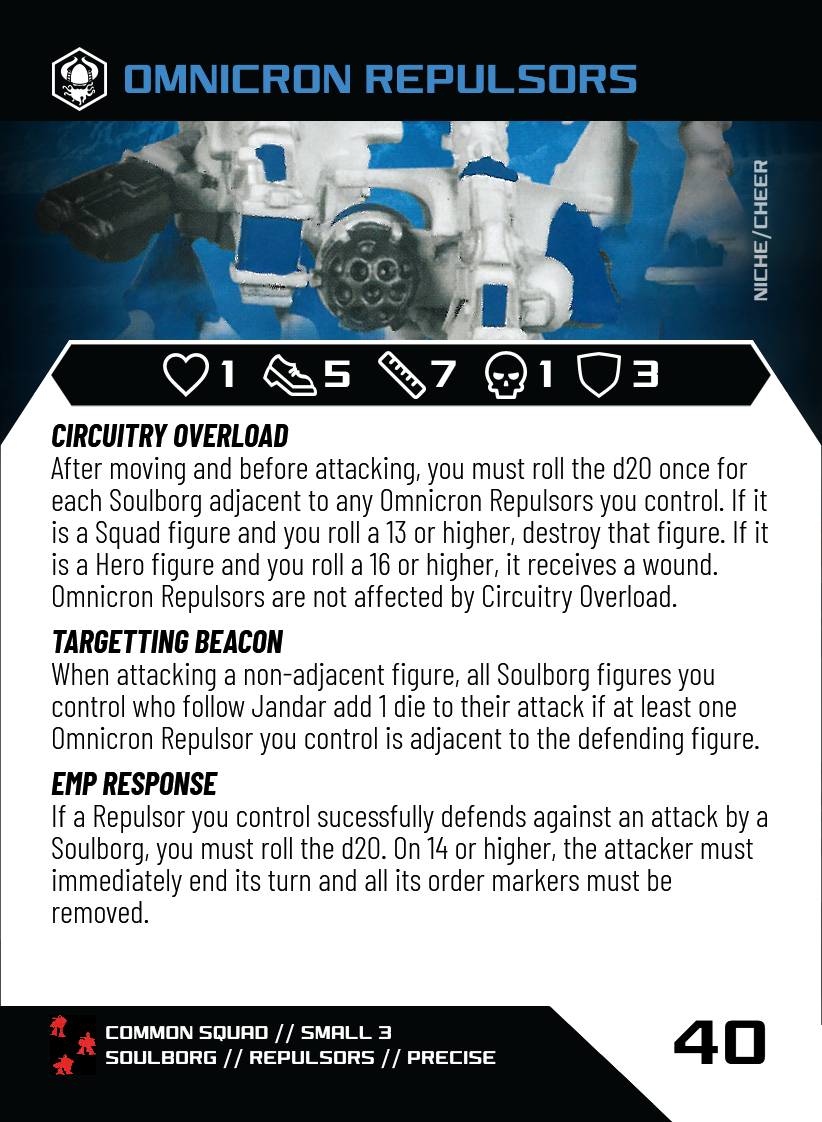 OMNICRON REPULSORS
NICHE/CHEER
1 5 7 1 3
CIRCUITRY OVERLOAD
After moving and before attacking, you must roll the d20 once for
each Soulborg adjacent to any Omnicron Repulsors you control. If it
is a Squad figure and you roll a 13 or higher, destroy that figure. If it
is a Hero figure and you roll a 16 or higher, it receives a wound.
Omnicron Repulsors are not affected by Circuitry Overload.
TARGETTING BEACON
When attacking a non-adjacent figure, all Soulborg figures you
control who follow Jandar add 1 die to their attack if at least one
Omnicron Repulsor you control is adjacent to the defending figure.
EMP RESPONSE
If a Repulsor you control sucessfully defends against an attack by a
Soulborg, you must roll the d20. On 14 or higher, the attacker must
immediately end its turn and all its order markers must be
removed.
COMMON SQUAD // SMALL 3
SOULBORG // REPULSORS // PRECISE
40